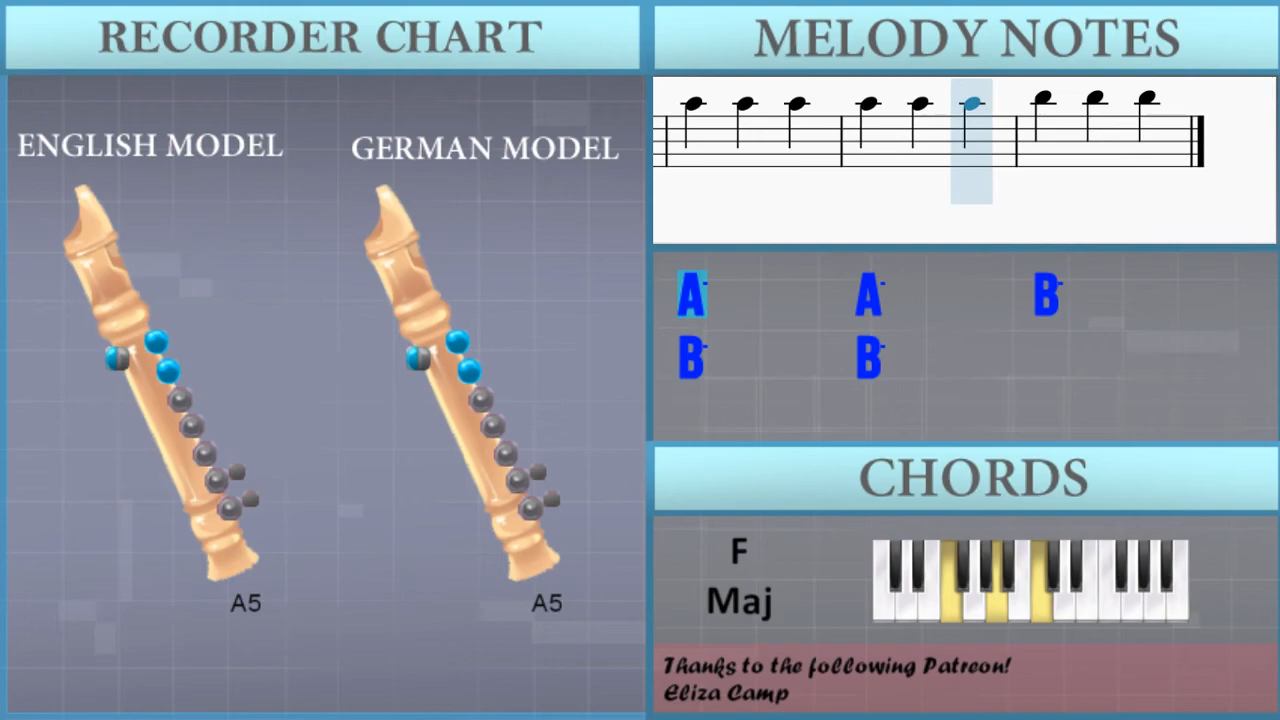 RECORDER CHART
ENGLISH MODEL
GERMAN MODEL
A5
A5
MELODY NOTES
A- A- B-
B- B-
CHORDS
F
Maj
Thanks to the following Patreon!
Eliza Camp